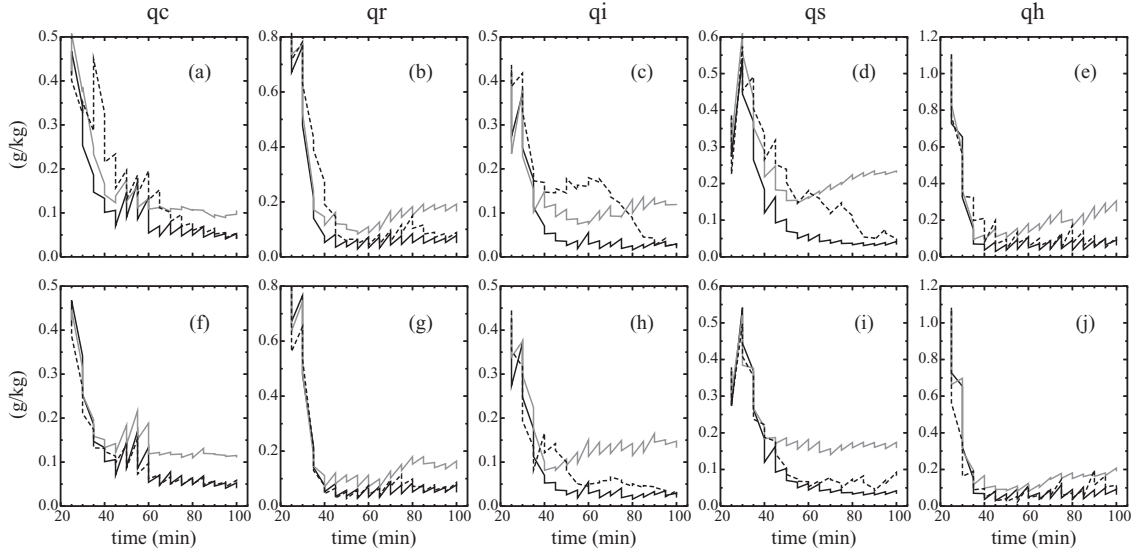 qc qr qi qs qh
0.5 0.8 0.5 0.6 1.2
(a) (b) (c) (d) (e)
0.4 0.4 0.5 1.0
0.6
0.4 0.8
0.3 0.3
(g/kg) 0.4 0.3 0.6
0.2 0.2
0.2 0.4
0.2
0.1 0.1 0.1 0.2
0.0 0.0 0.0 0.0 0.0
0.5 0.8 0.5 0.6 1.2
(f) (g) (h) (i) (j)
0.4 0.4 0.5 1.0
0.6
0.4 0.8
0.3 0.3
(g/kg) 0.4 0.3 0.6
0.2 0.2
0.2 0.4
0.2
0.1 0.1 0.1 0.2
0.0 0.0 0.0 0.0 0.0
20 40 60 80 100 20 40 60 80 100 20 40 60 80 100 20 40 60 80 100 20 40 60 80 100
time (min) time (min) time (min) time (min) time (min)